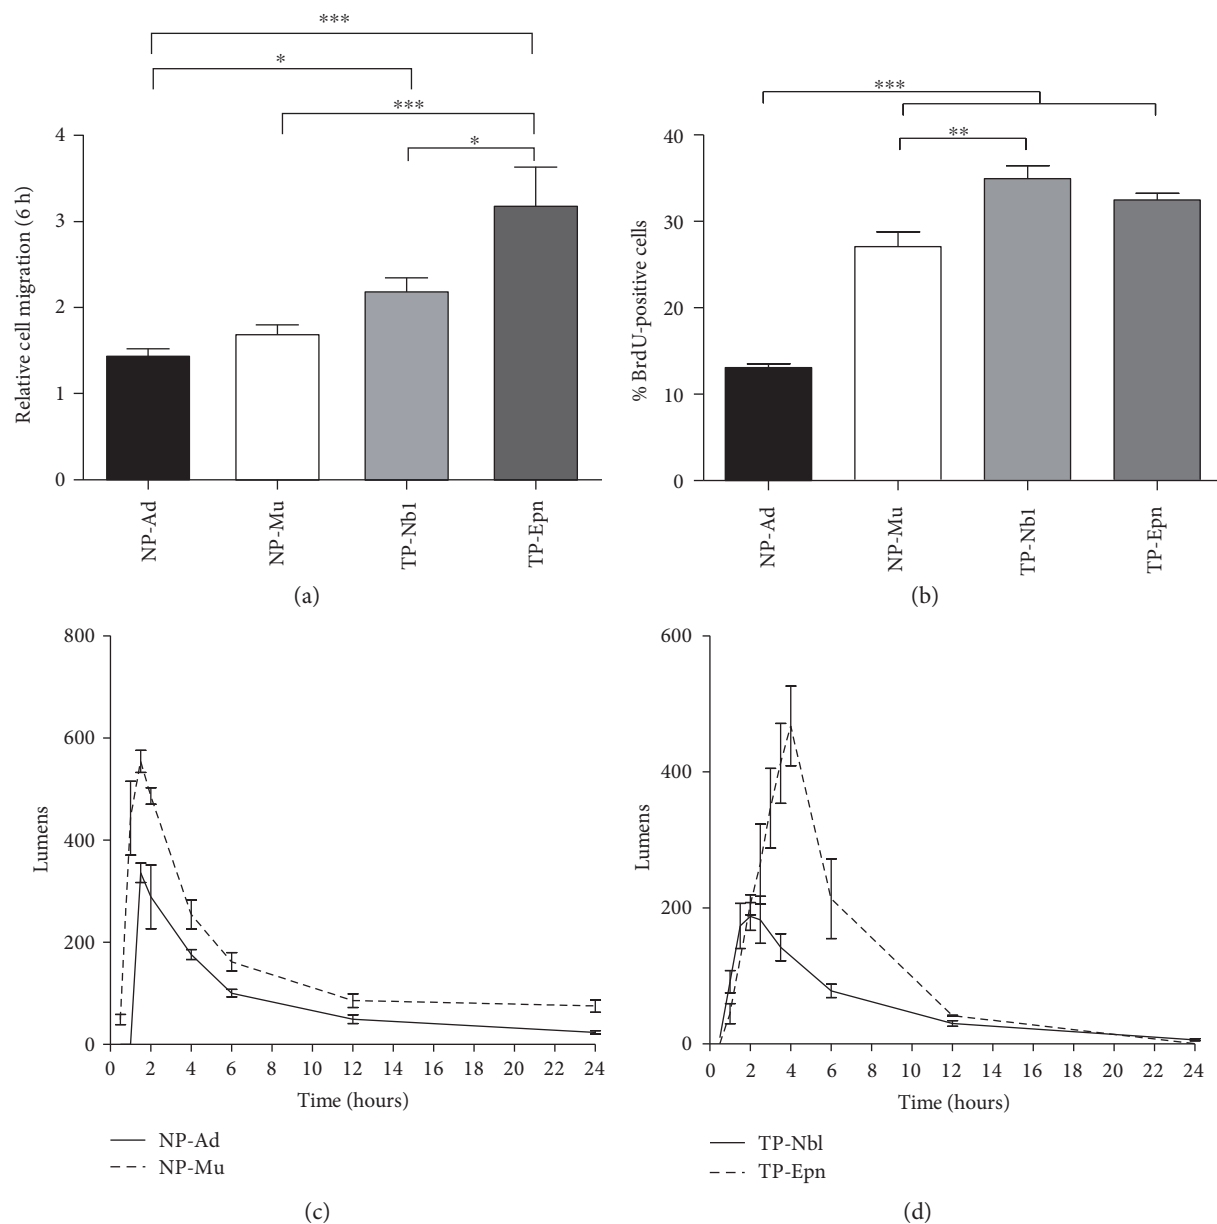 ***
*
***
*
4
3
2
1
0
Relative cell migration (6 h)
NP-Ad
NP-Mu
TP-Nb1
TP-Epn
(a)
***
**
40
30
20
10
0
% BrdU-positive cells
NP-Ad
NP-Mu
TP-Nb1
TP-Epn
(b)
800
600
400
200
0
Lumens
0 2 4 6 8 10 12 14 16 18 20 22 24
Time (hours)
NP-Ad
NP-Mu
(c)
600
400
200
0
Lumens
0 2 4 6 8 10 12 14 16 18 20 22 24
Time (hours)
TP-Nbl
TP-Epn
(d)